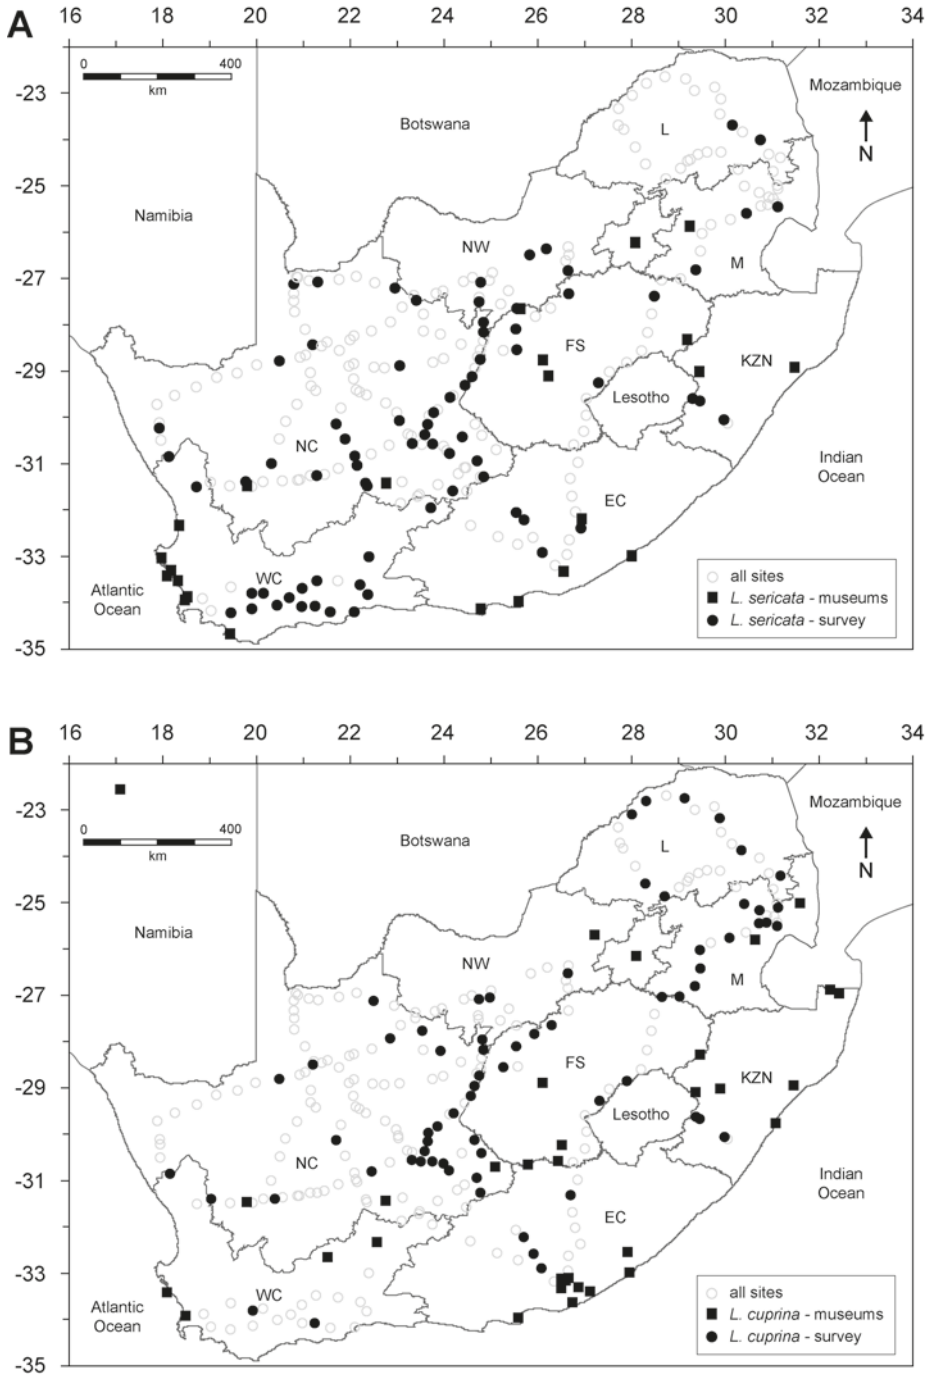 A
16 18 20 22 24 26 28 30 32 34
-23
-25
-27
-29
-31
-33
-35
0 400
km
Botswana
Namibia
Mozambique
N
L
NW
M
FS
KZN
Lesotho
NC
EC
WC
Indian
Ocean
Atlantic
Ocean
all sites
L. sericata - museums
L. sericata - survey
B
16 18 20 22 24 26 28 30 32 34
-23
-25
-27
-29
-31
-33
-35
0 400
km
Botswana
Namibia
Mozambique
N
L
NW
M
FS
KZN
Lesotho
NC
EC
WC
Indian
Ocean
Atlantic
Ocean
all sites
L. cuprina - museums
L. cuprina - survey